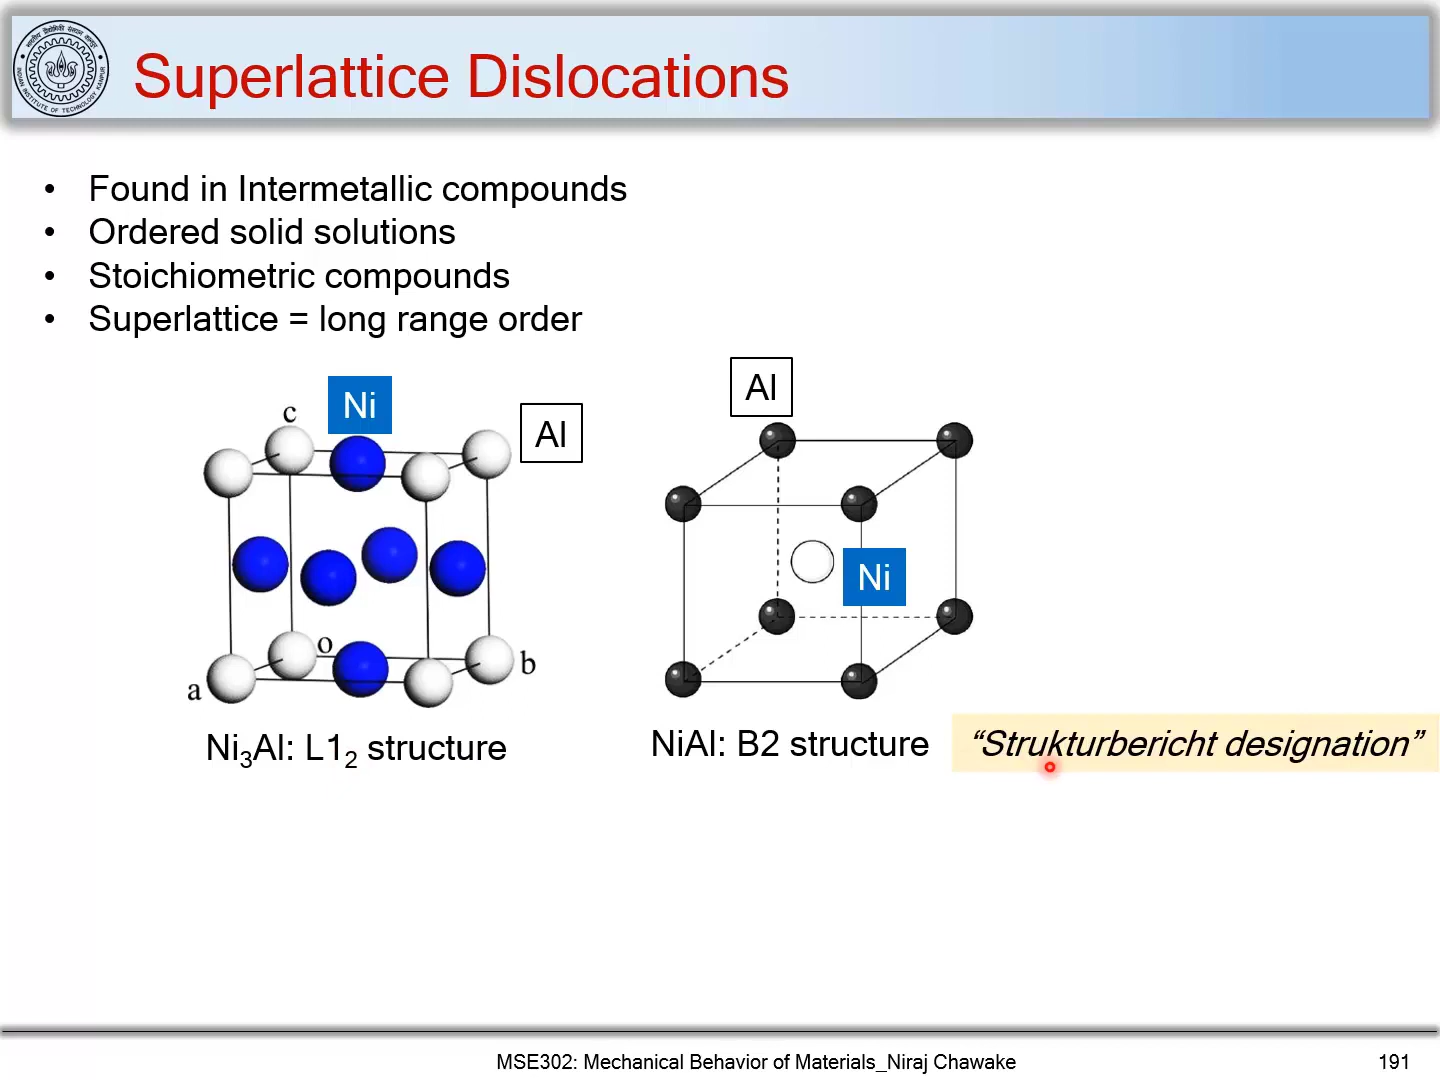 Superlattice Dislocations
• Found in Intermetallic compounds
• Ordered solid solutions
• Stoichiometric compounds
• Superlattice = long range order
Al
Ni
c
Al
Ni
o
b
a
Ni₃Al: L1₂ structure
NiAl: B2 structure
“Strukturbericht designation”
MSE302: Mechanical Behavior of Materials_Niraj Chawake
191